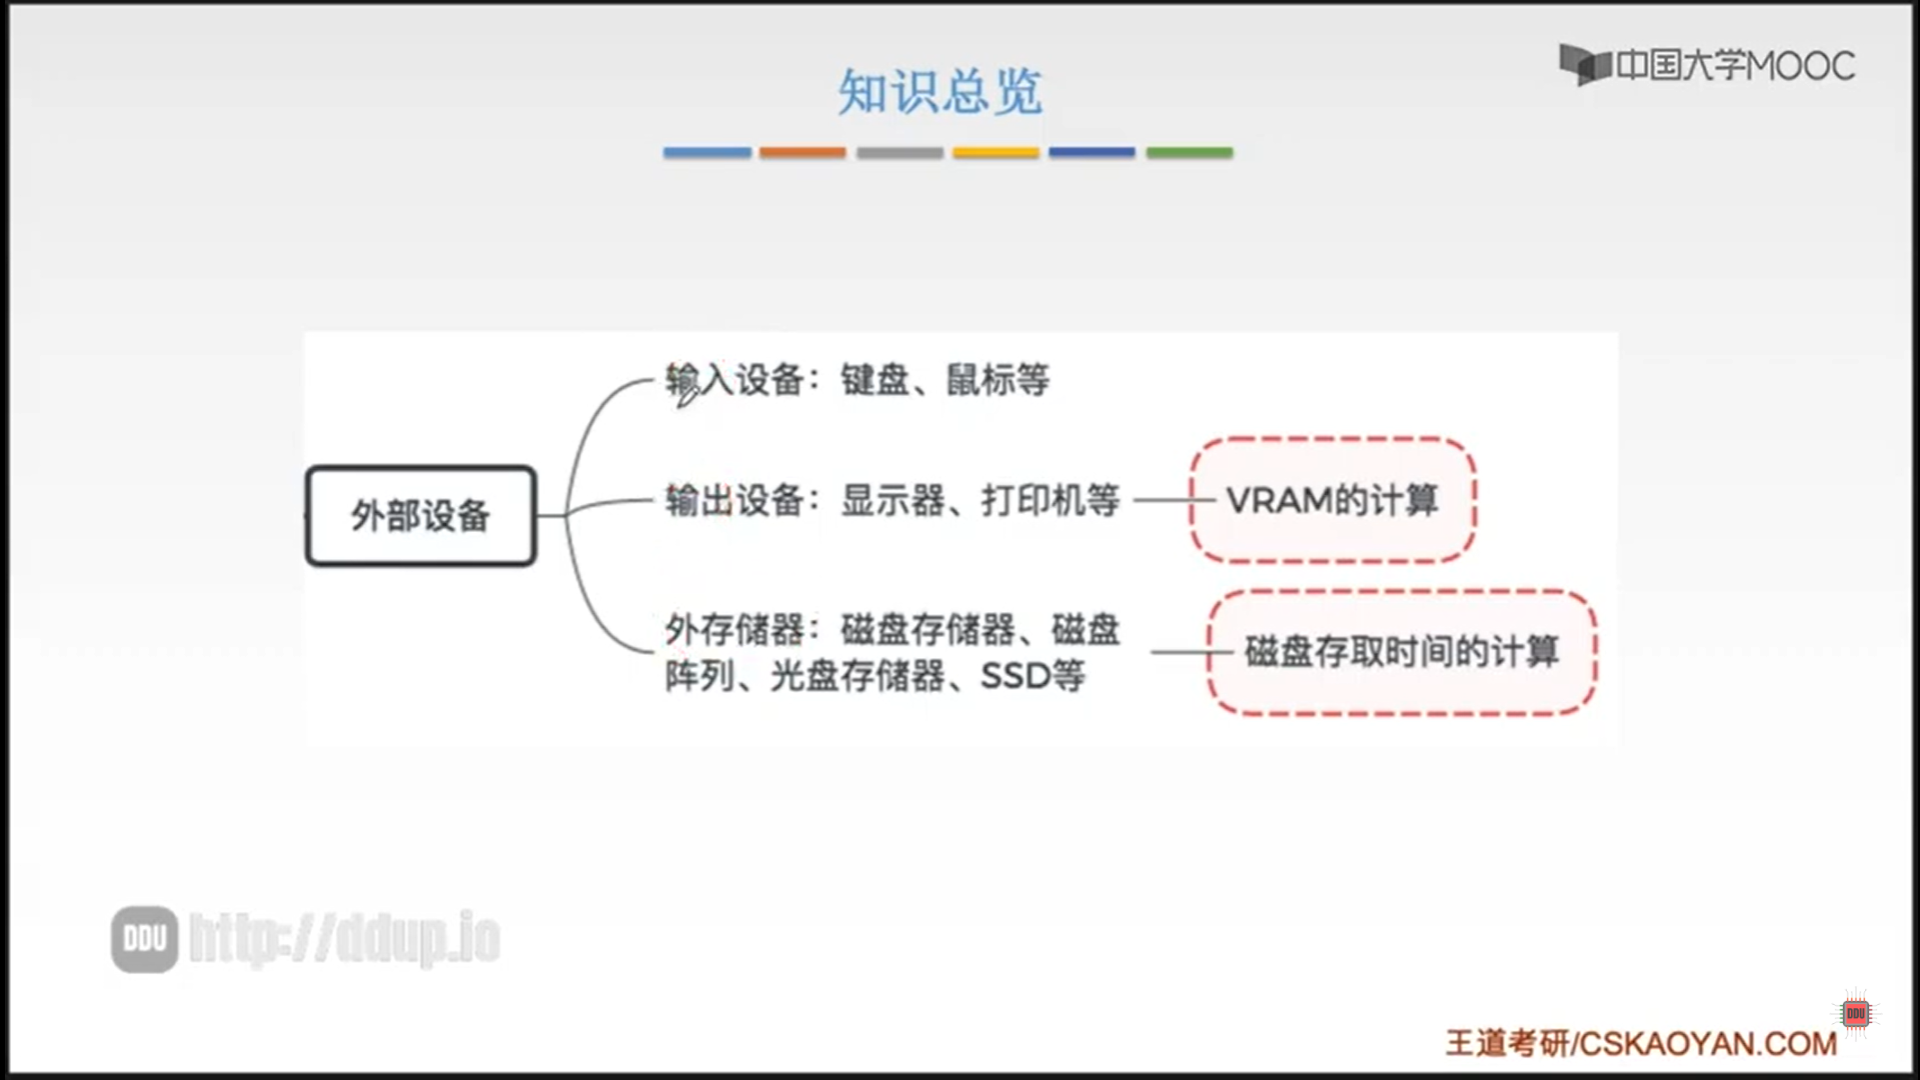 中国大学MOOC
知识总览
输入设备：键盘、鼠标等
外部设备
输出设备：显示器、打印机等
VRAM的计算
外存储器：磁盘存储器、磁盘
阵列、光盘存储器、SSD等
磁盘存取时间的计算
DDU http://ddup.io
DDU
王道考研/CSKAOYAN.COM